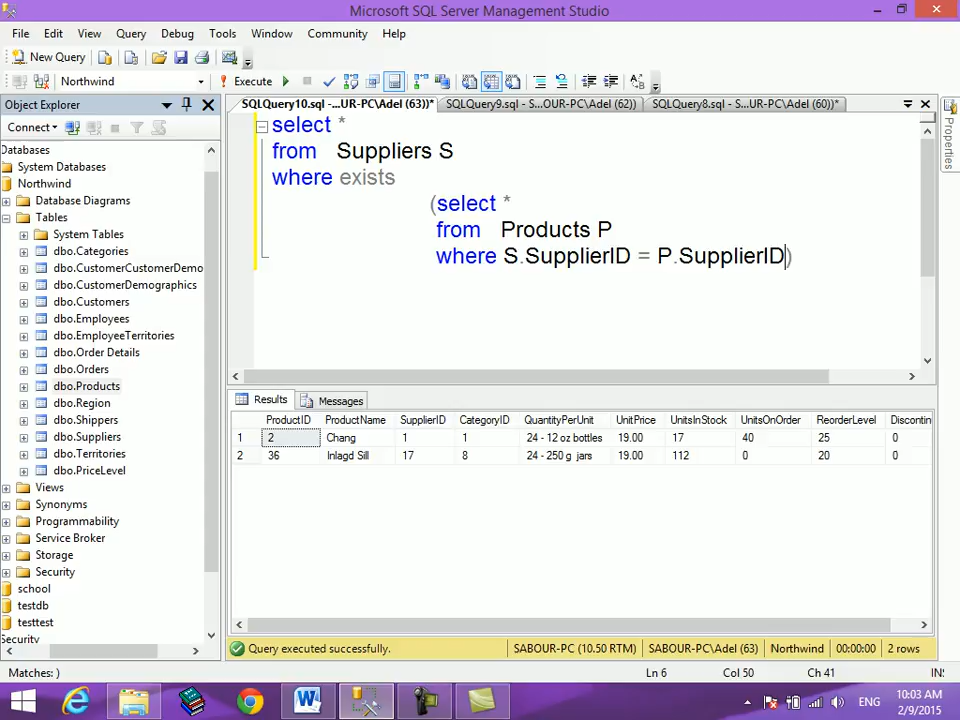 Microsoft SQL Server Management Studio
File Edit View Query Debug Tools Window Community Help
New Query
Northwind Execute
Object Explorer
SQLQuery10.sql -...UR-PC\Adel (63))* SQLQuery9.sql - S...OUR-PC\Adel (62)) SQLQuery8.sql - S...UR-PC\Adel (60))*
Properties
Connect
Databases
System Databases
Northwind
Database Diagrams
Tables
System Tables
dbo.Categories
dbo.CustomerCustomerDemo
dbo.CustomerDemographics
dbo.Customers
dbo.Employees
dbo.EmployeeTerritories
dbo.Order Details
dbo.Orders
dbo.Products
dbo.Region
dbo.Shippers
dbo.Suppliers
dbo.Territories
dbo.PriceLevel
Views
Synonyms
Programmability
Service Broker
Storage
Security
school
testdb
testtest
Security
select *
from Suppliers S
where exists
(select *
from Products P
where S.SupplierID = P.SupplierID)
Results Messages
ProductID ProductName SupplierID CategoryID QuantityPerUnit UnitPrice UnitsInStock UnitsOnOrder ReorderLevel Discontin
1 2 Chang 1 1 24 - 12 oz bottles 19.00 17 40 25 0
2 36 Inlagd Sill 17 8 24 - 250 g jars 19.00 112 0 20 0
Query executed successfully. SABOUR-PC (10.50 RTM) SABOUR-PC\Adel (63) Northwind 00:00:00 2 rows
Matches: ) Ln 6 Col 50 Ch 41 IN
ENG
10:03 AM
2/9/2015